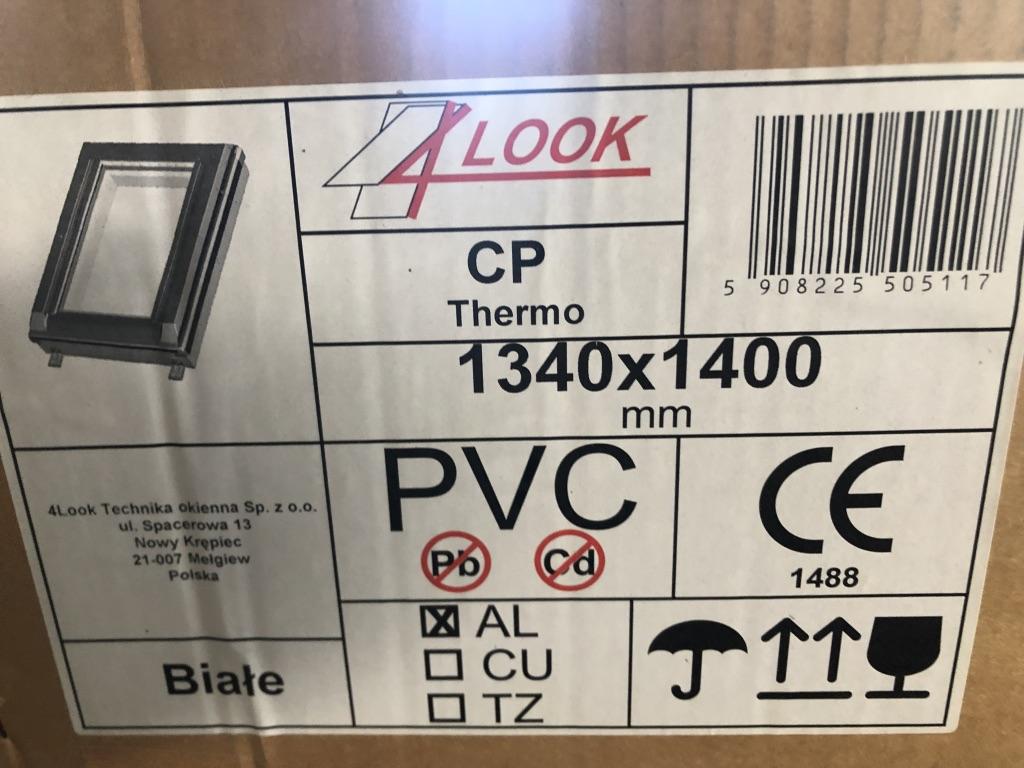 4LOOK
5 908225 505117
CP
Thermo
1340x1400
mm
4Look Technika okienna Sp. z o.o.
ul. Spacerowa 13
Nowy Krępiec
21-007 Mełgiew
Polska
PVC
Pb Cd
CE
1488
Białe
AL
CU
TZ